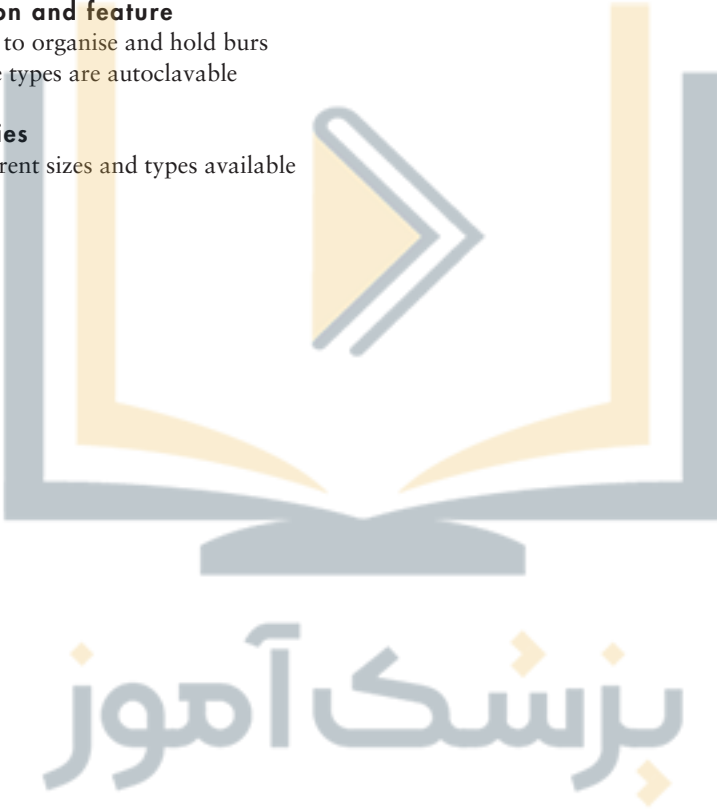 on and feature
to organise and hold burs
types are autoclavable
ies
rent sizes and types available
پزشک آموز